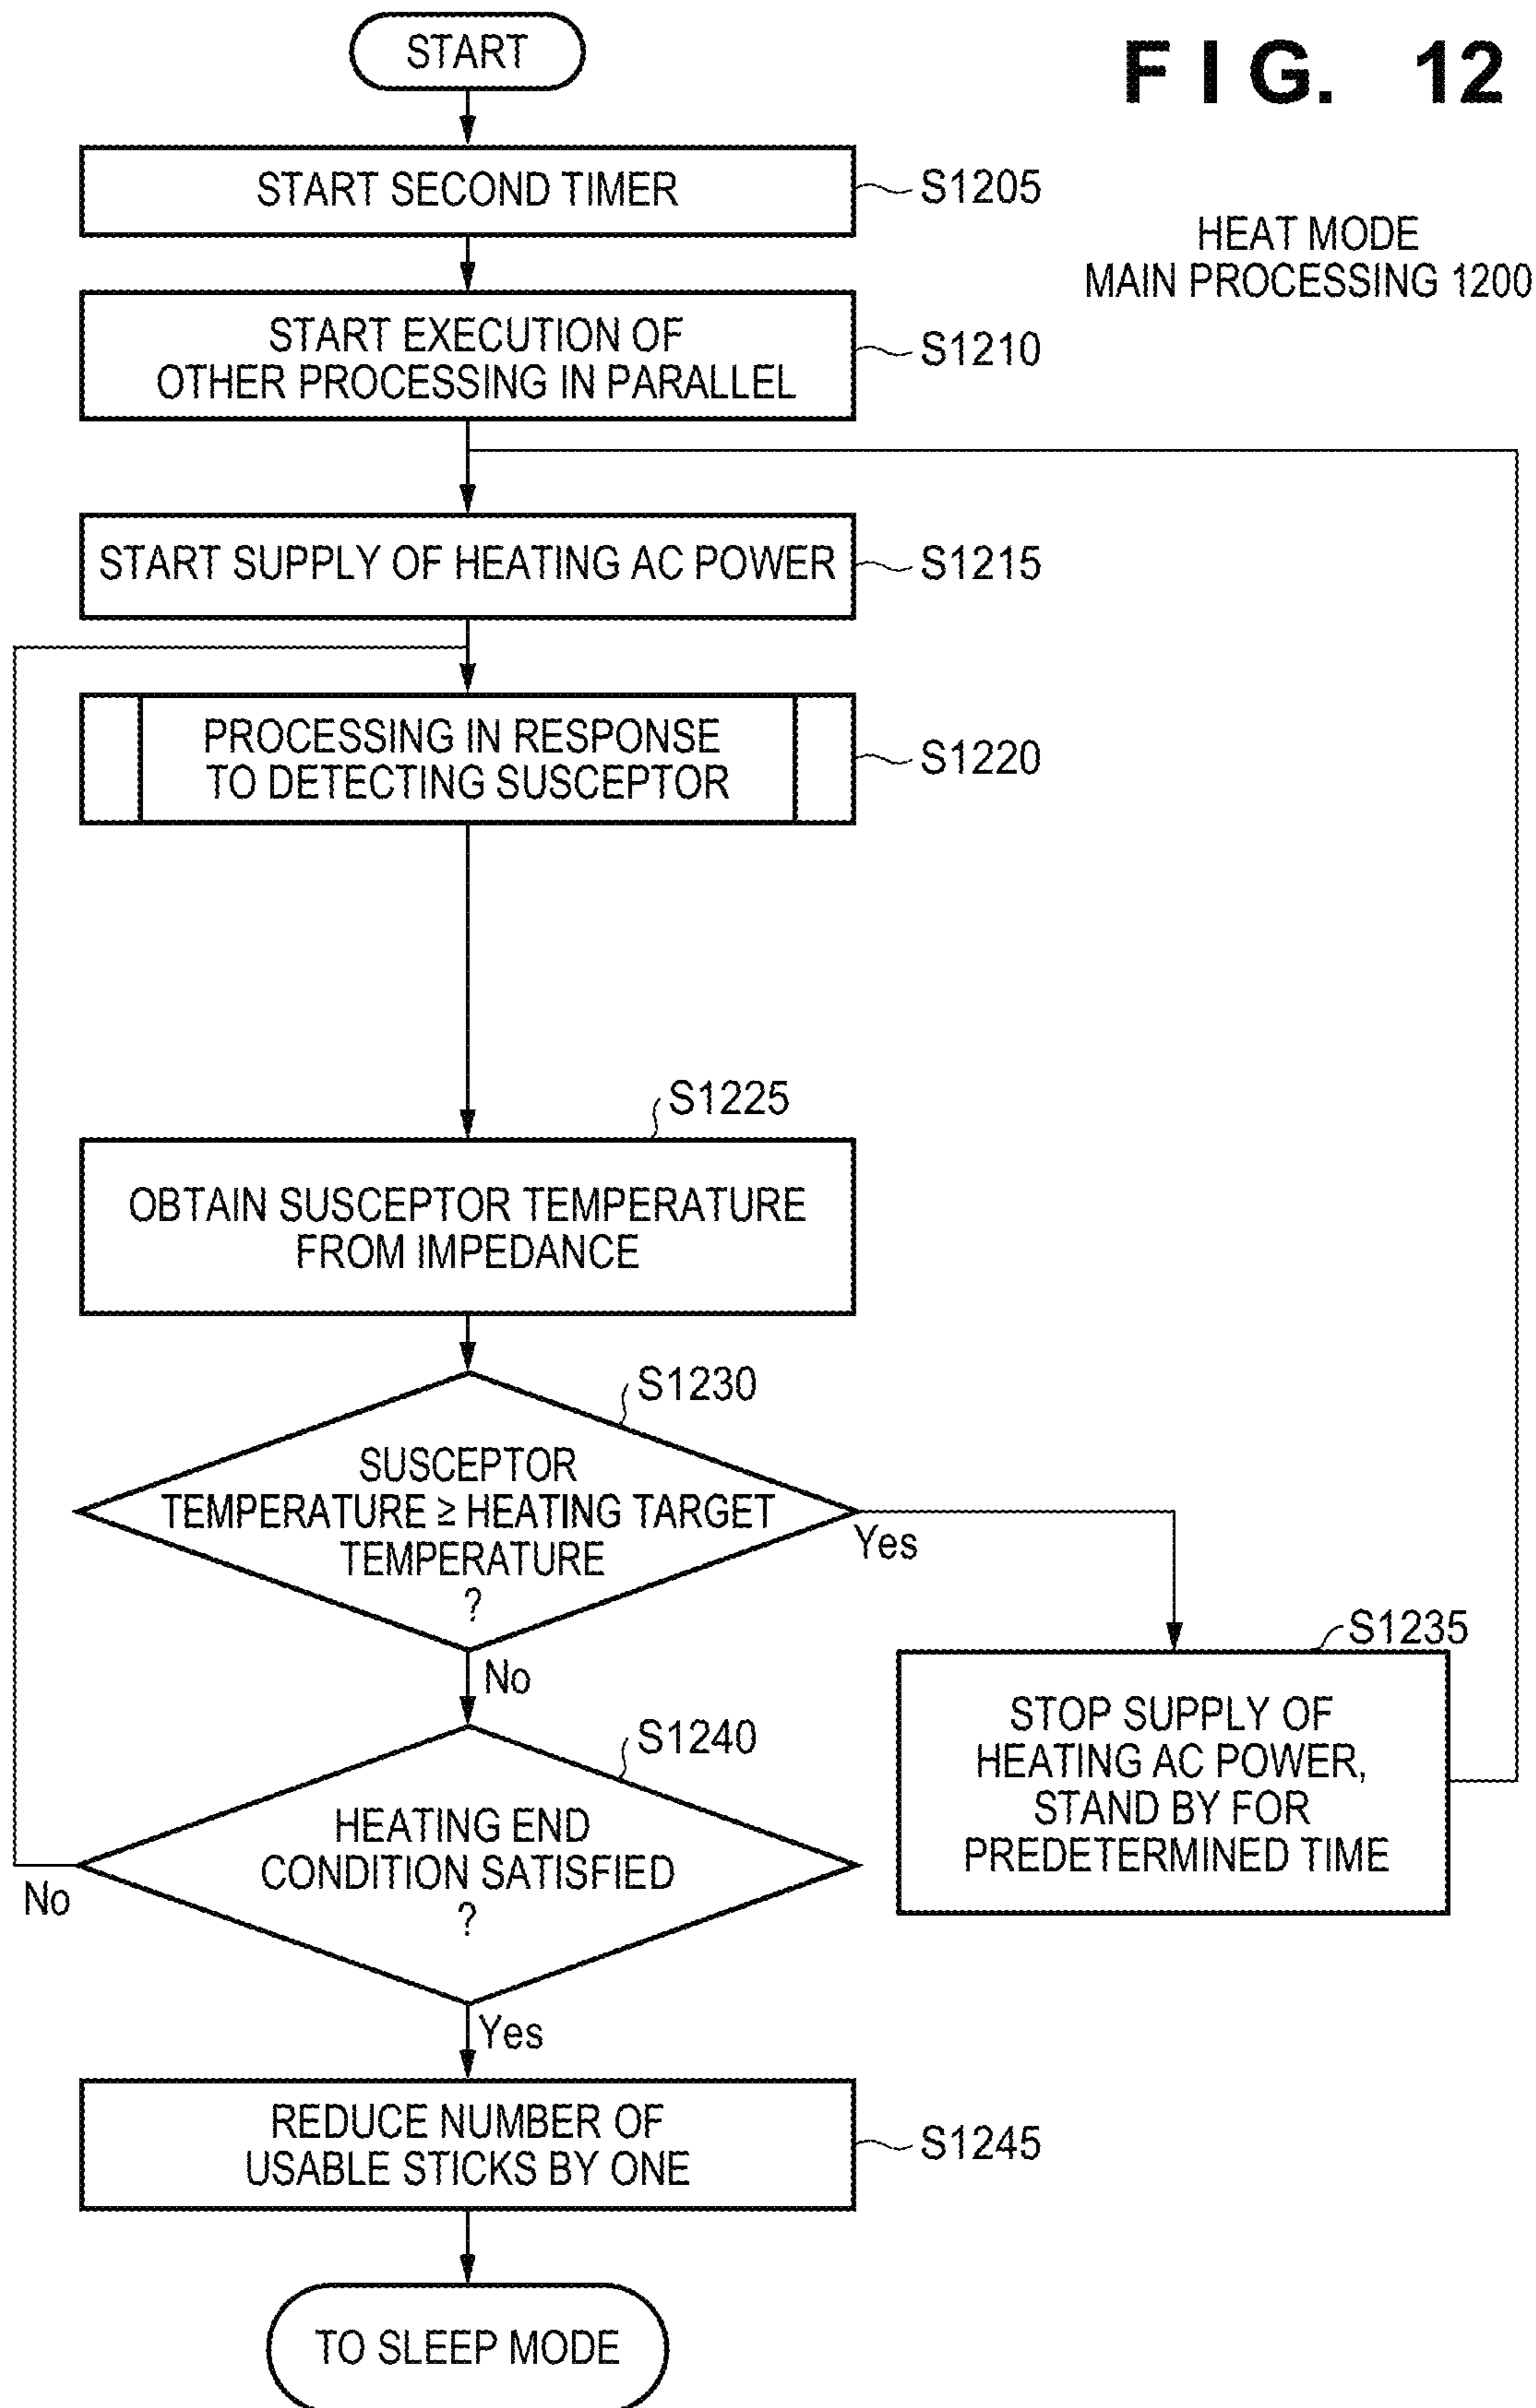 FIG. 12
HEAT MODE
MAIN PROCESSING 1200
START
START SECOND TIMER
S1205
START EXECUTION OF
OTHER PROCESSING IN PARALLEL
S1210
START SUPPLY OF HEATING AC POWER
S1215
PROCESSING IN RESPONSE
TO DETECTING SUSCEPTOR
S1220
S1225
OBTAIN SUSCEPTOR TEMPERATURE
FROM IMPEDANCE
S1230
SUSCEPTOR
TEMPERATURE ≥ HEATING TARGET
TEMPERATURE
?
Yes
No
S1235
STOP SUPPLY OF
HEATING AC POWER,
STAND BY FOR
PREDETERMINED TIME
S1240
HEATING END
CONDITION SATISFIED
?
No
Yes
REDUCE NUMBER OF
USABLE STICKS BY ONE
S1245
TO SLEEP MODE